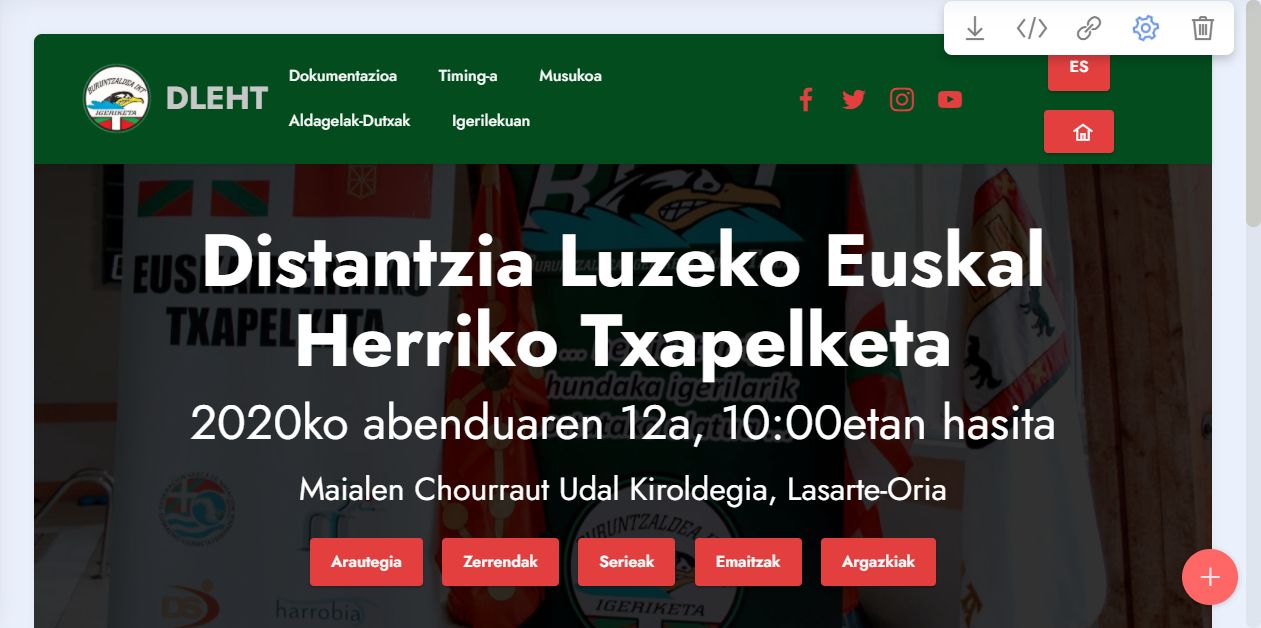 ES
BURUNTZALDEA IKT
IGERIKETA
DLEHT
Dokumentazioa Timing-a Musukoa
Aldagelak-Dutxak Igerilekuan
Distantzia Luzeko Euskal
Herriko Txapelketa
TXAPELKETA
hundaka igerilarik
2020ko abenduaren 12a, 10:00etan hasita
Maialen Chourraut Udal Kiroldegia, Lasarte-Oria
Arautegia Zerrendak Serieak Emaitzak Argazkiak
BURUNTZALDEA IKT
IGERIKETA
DS
harrobia